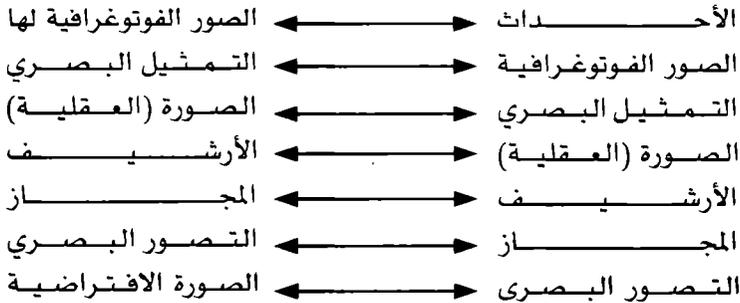 الأحداث ↔ الصور الفوتوغرافية لها
الصور الفوتوغرافية ↔ التمثيل البصري
التمثيل البصري ↔ الصورة (العقلية)
الصورة (العقلية) ↔ الأرشيف
الأرشيف ↔ المجاز
المجاز ↔ التصور البصري
التصور البصرى ↔ الصورة الافتراضية